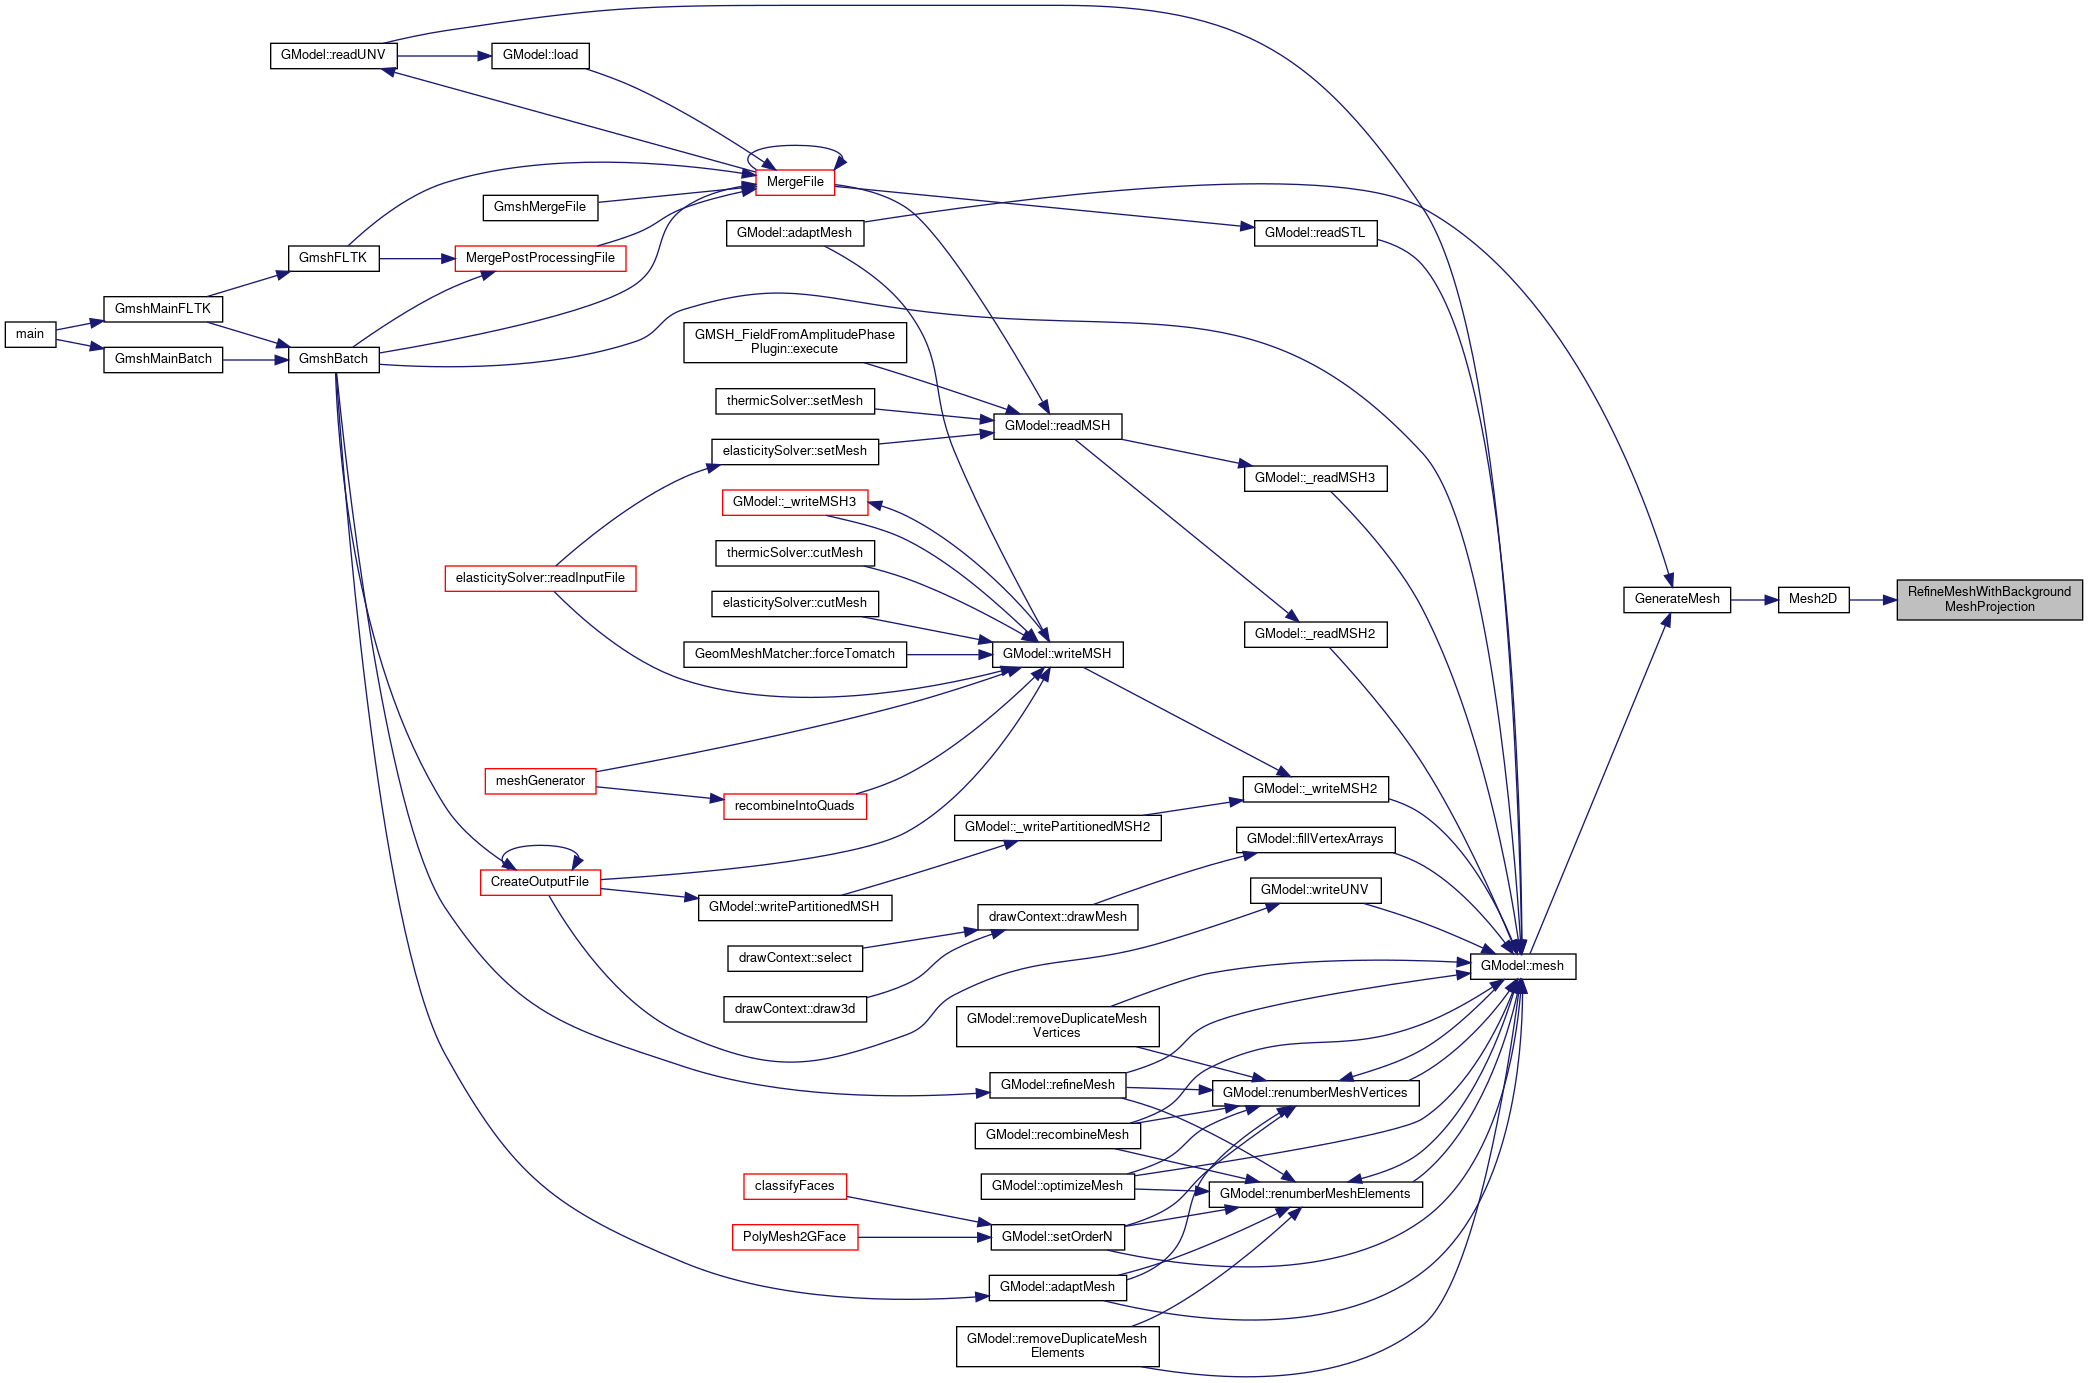 GModel::readUNV
GModel::load
MergeFile
GmshMergeFile
GModel::adaptMesh
GModel::readSTL
GmshFLTK
MergePostProcessingFile
GmshMainFLTK
main
GmshMainBatch
GmshBatch
GMSH_FieldFromAmplitudePhase
Plugin::execute
thermicSolver::setMesh
GModel::readMSH
elasticitySolver::setMesh
GModel::_readMSH3
GModel::_writeMSH3
thermicSolver::cutMesh
elasticitySolver::readInputFile
elasticitySolver::cutMesh
GenerateMesh
Mesh2D
RefineMeshWithBackground
MeshProjection
GModel::_readMSH2
GeomMeshMatcher::forceTomatch
GModel::writeMSH
meshGenerator
recombineIntoQuads
GModel::_writeMSH2
GModel::_writePartitionedMSH2
GModel::fillVertexArrays
CreateOutputFile
GModel::writeUNV
GModel::writePartitionedMSH
drawContext::drawMesh
drawContext::select
GModel::mesh
drawContext::draw3d
GModel::removeDuplicateMesh
Vertices
GModel::refineMesh
GModel::renumberMeshVertices
GModel::recombineMesh
classifyFaces
GModel::optimizeMesh
GModel::renumberMeshElements
PolyMesh2GFace
GModel::setOrderN
GModel::adaptMesh
GModel::removeDuplicateMesh
Elements